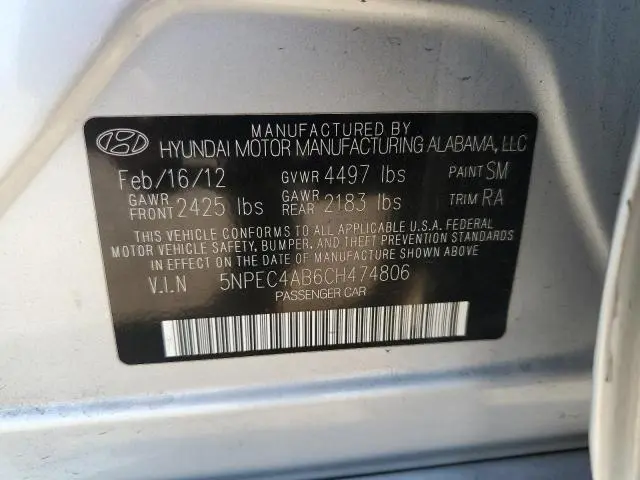 MANUFACTURED BY
HYUNDAI MOTOR MANUFACTURING ALABAMA, LLC
Feb/16/12 GVWR 4497 lbs PAINT SM
GAWR FRONT 2425 lbs GAWR REAR 2183 lbs TRIM RA
THIS VEHICLE CONFORMS TO ALL APPLICABLE U.S.A. FEDERAL
MOTOR VEHICLE SAFETY, BUMPER, AND THEFT PREVENTION STANDARDS
IN EFFECT ON THE DATE OF MANUFACTURE SHOWN ABOVE.
V.I.N 5NPEC4AB6CH474806
PASSENGER CAR